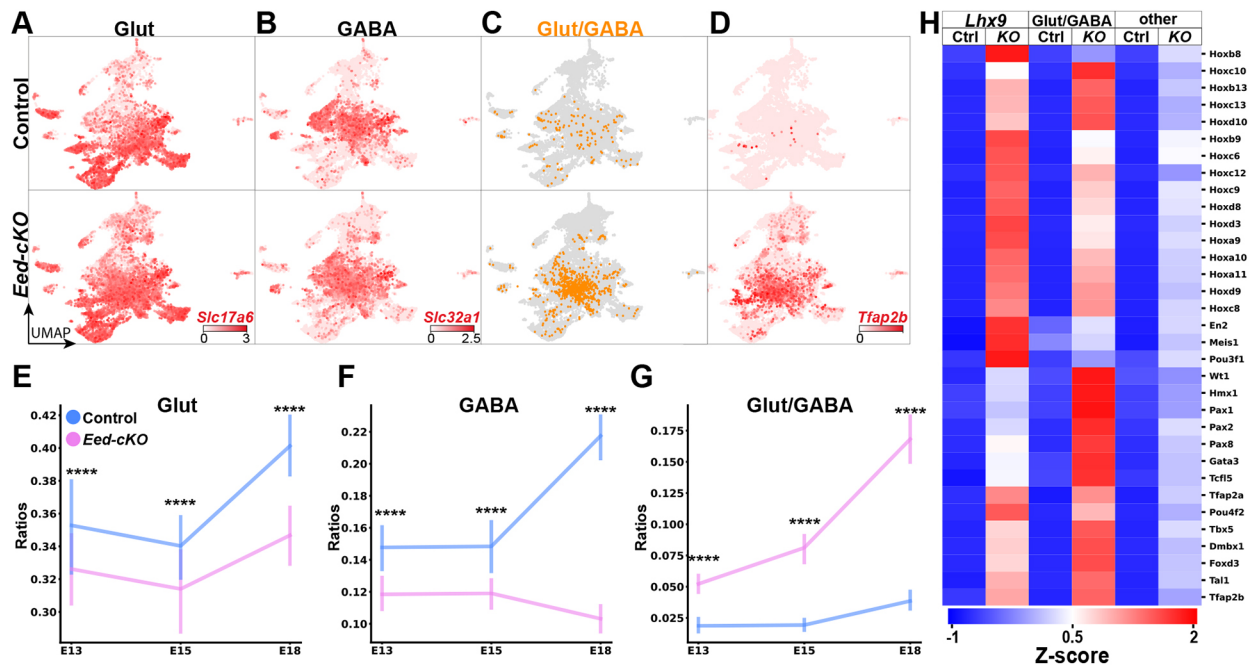 A Glut
B GABA
C Glut/GABA
D
Control
Eed-cKO
UMAP
Slc17a6
0 3
Slc32a1
0 2.5
Tfap2b
0
E Glut
Control
Eed-cKO
Ratios
0.42
0.40
0.38
0.36
0.34
0.32
0.30
****
****
****
E13 E15 E18
F GABA
Ratios
0.22
0.20
0.18
0.16
0.14
0.12
0.10
****
****
****
E13 E15 E18
G Glut/GABA
Ratios
0.175
0.150
0.125
0.100
0.075
0.050
0.025
****
****
****
E13 E15 E18
H
Lhx9 Glut/GABA other
Ctrl KO Ctrl KO Ctrl KO
Hoxb8
Hoxc10
Hoxb13
Hoxc13
Hoxd10
Hoxb9
Hoxc6
Hoxc12
Hoxc9
Hoxd8
Hoxd3
Hoxa9
Hoxa10
Hoxa11
Hoxd9
Hoxc8
En2
Meis1
Pou3f1
Wt1
Hmx1
Pax1
Pax2
Pax8
Gata3
Tcfl5
Tfap2a
Pou4f2
Tbx5
Dmbx1
Foxd3
Tal1
Tfap2b
-1 0.5 2
Z-score